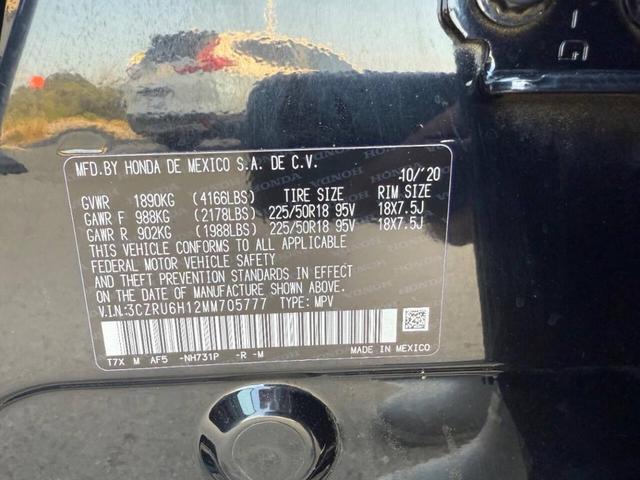 MFD.BY HONDA DE MEXICO S.A. DE C.V. 10/'20
GVWR 1890KG (4166LBS) TIRE SIZE RIM SIZE
GAWR F 988KG (2178LBS) 225/50R18 95V 18X7.5J
GAWR R 902KG (1988LBS) 225/50R18 95V 18X7.5J
THIS VEHICLE CONFORMS TO ALL APPLICABLE
FEDERAL MOTOR VEHICLE SAFETY
AND THEFT PREVENTION STANDARDS IN EFFECT
ON THE DATE OF MANUFACTURE SHOWN ABOVE.
V.I.N:3CZRU6H12MM705777 TYPE: MPV
T7X M AF5 -NH731P -R -M MADE IN MEXICO